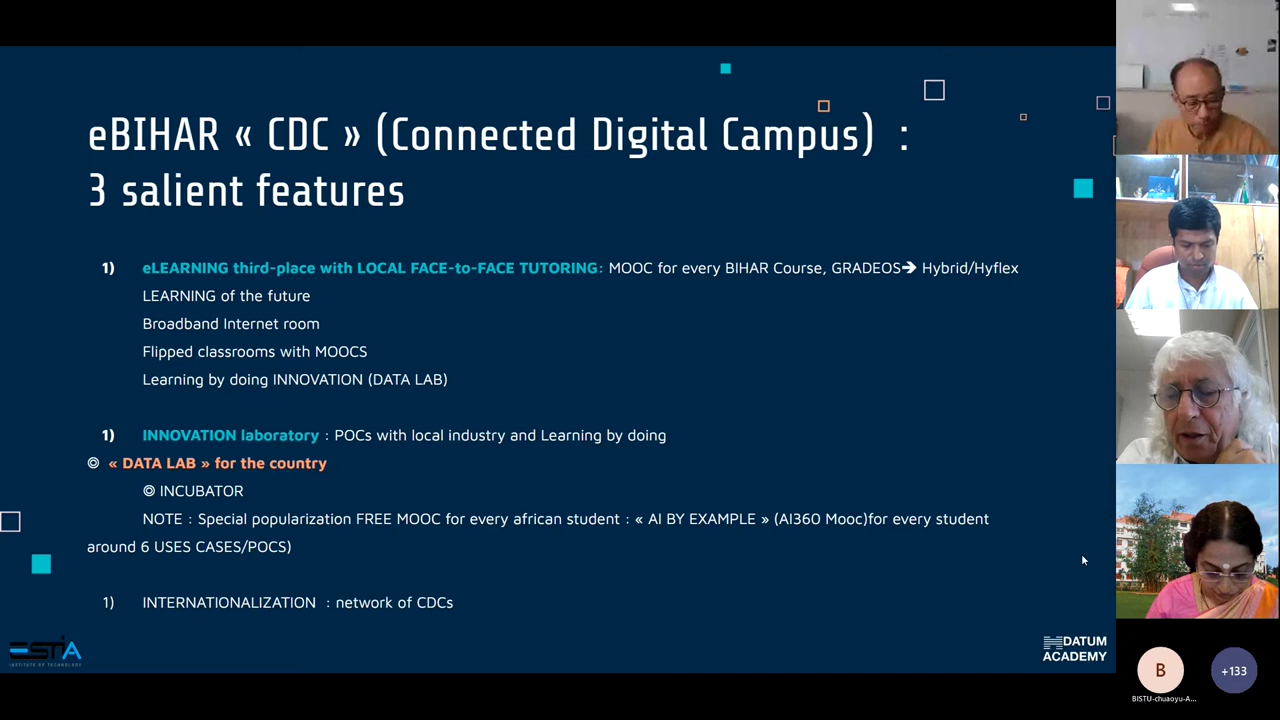 eBIHAR « CDC » (Connected Digital Campus) :
3 salient features
1) eLEARNING third-place with LOCAL FACE-to-FACE TUTORING: MOOC for every BIHAR Course, GRADEOS➔ Hybrid/Hyflex
LEARNING of the future
Broadband Internet room
Flipped classrooms with MOOCS
Learning by doing INNOVATION (DATA LAB)
1) INNOVATION laboratory : POCs with local industry and Learning by doing
◎ « DATA LAB » for the country
◎ INCUBATOR
NOTE : Special popularization FREE MOOC for every african student : « AI BY EXAMPLE » (AI360 Mooc)for every student
around 6 USES CASES/POCS)
1) INTERNATIONALIZATION : network of CDCs
ESTIA
INSTITUTE OF TECHNOLOGY
DATUM
ACADEMY
B
+133
BISTU-chuaoyu-A...